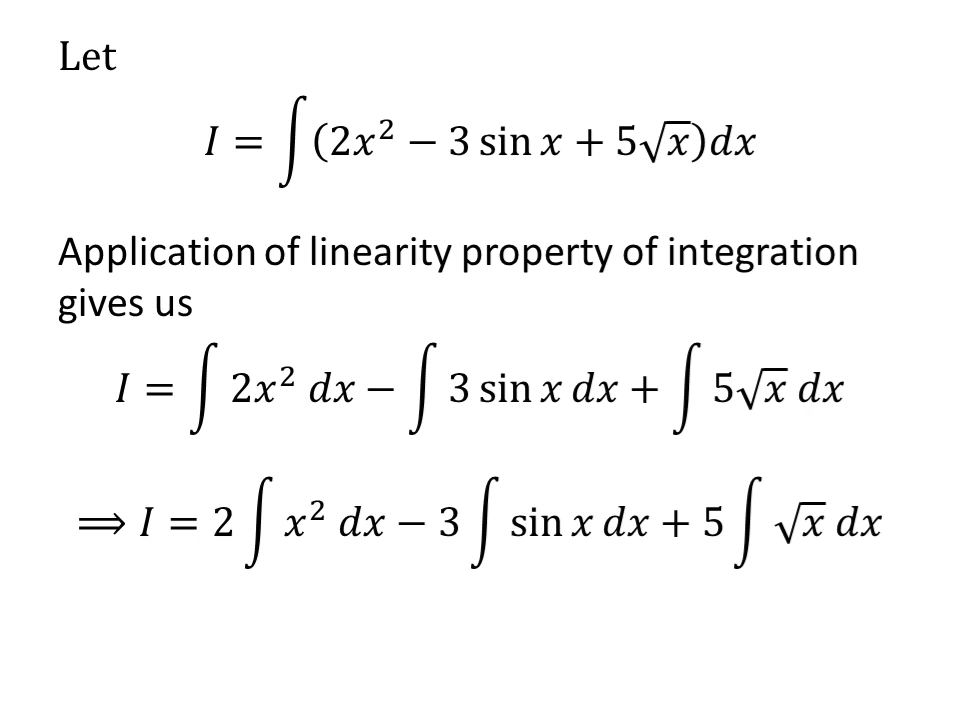 Let
I = ∫(2x² − 3 sin x + 5√x)dx
Application of linearity property of integration
gives us
I = ∫ 2x² dx − ∫ 3 sin x dx + ∫ 5√x dx
⟹ I = 2∫ x² dx − 3∫ sin x dx + 5∫ √x dx